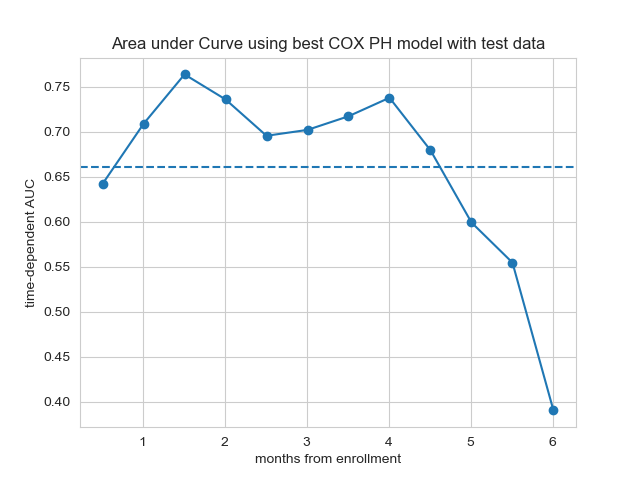 Area under Curve using best COX PH model with test data
time-dependent AUC
0.75
0.70
0.65
0.60
0.55
0.50
0.45
0.40
1 2 3 4 5 6
months from enrollment